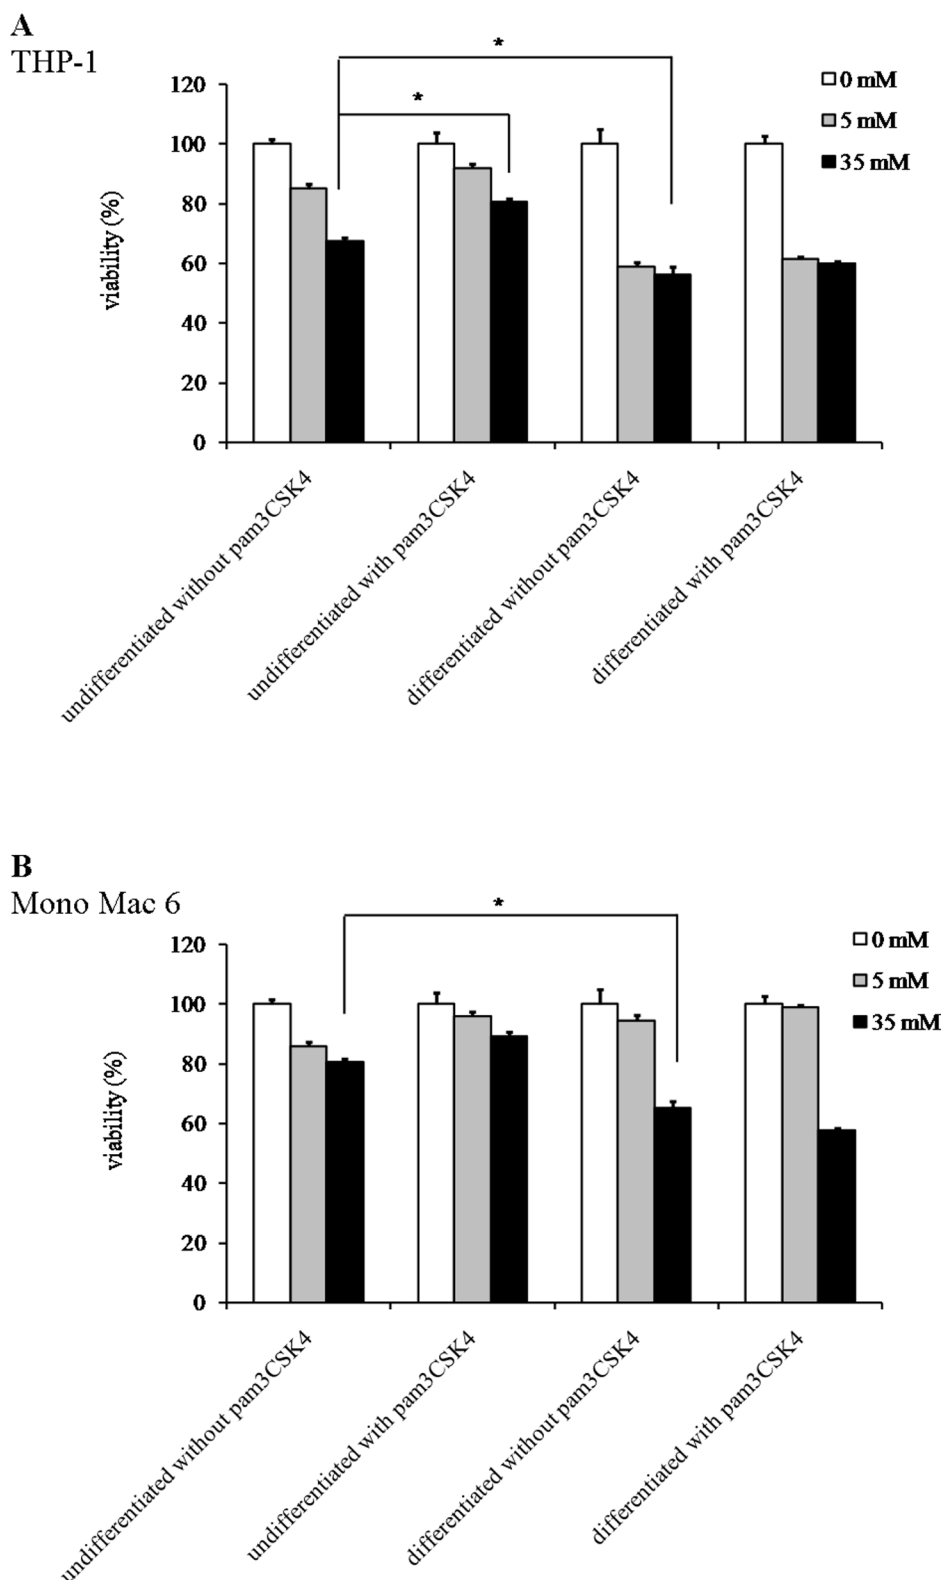 A
THP-1
*
*
0 mM
5 mM
35 mM
viability (%)
120
100
80
60
40
20
0
undifferentiated without pam3CSK4
undifferentiated with pam3CSK4
differentiated without pam3CSK4
differentiated with pam3CSK4
B
Mono Mac 6
*
0 mM
5 mM
35 mM
viability (%)
120
100
80
60
40
20
0
undifferentiated without pam3CSK4
undifferentiated with pam3CSK4
differentiated without pam3CSK4
differentiated with pam3CSK4